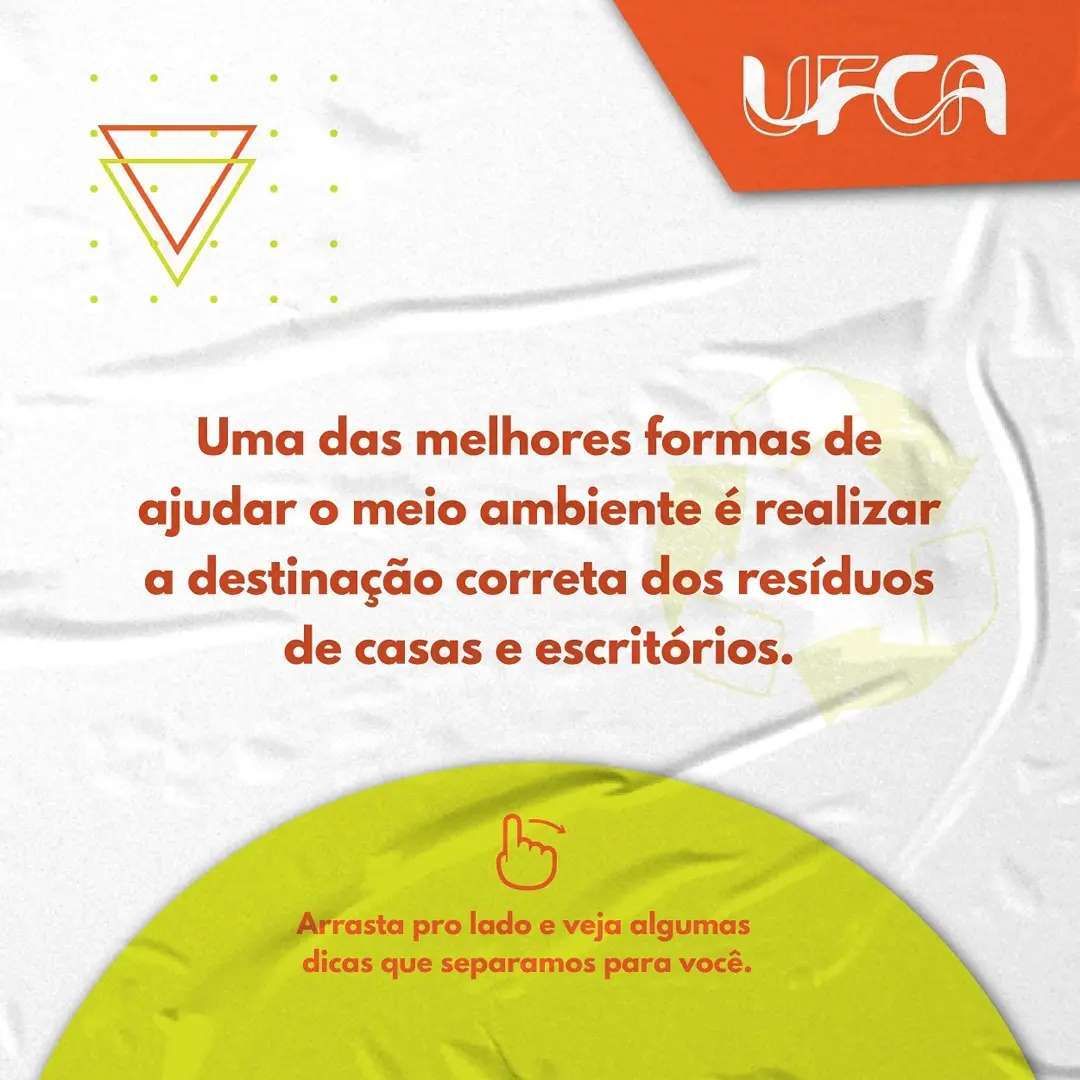 UFCA
Uma das melhores formas de
ajudar o meio ambiente é realizar
a destinação correta dos resíduos
de casas e escritórios.
Arrasta pro lado e veja algumas
dicas que separamos para você.